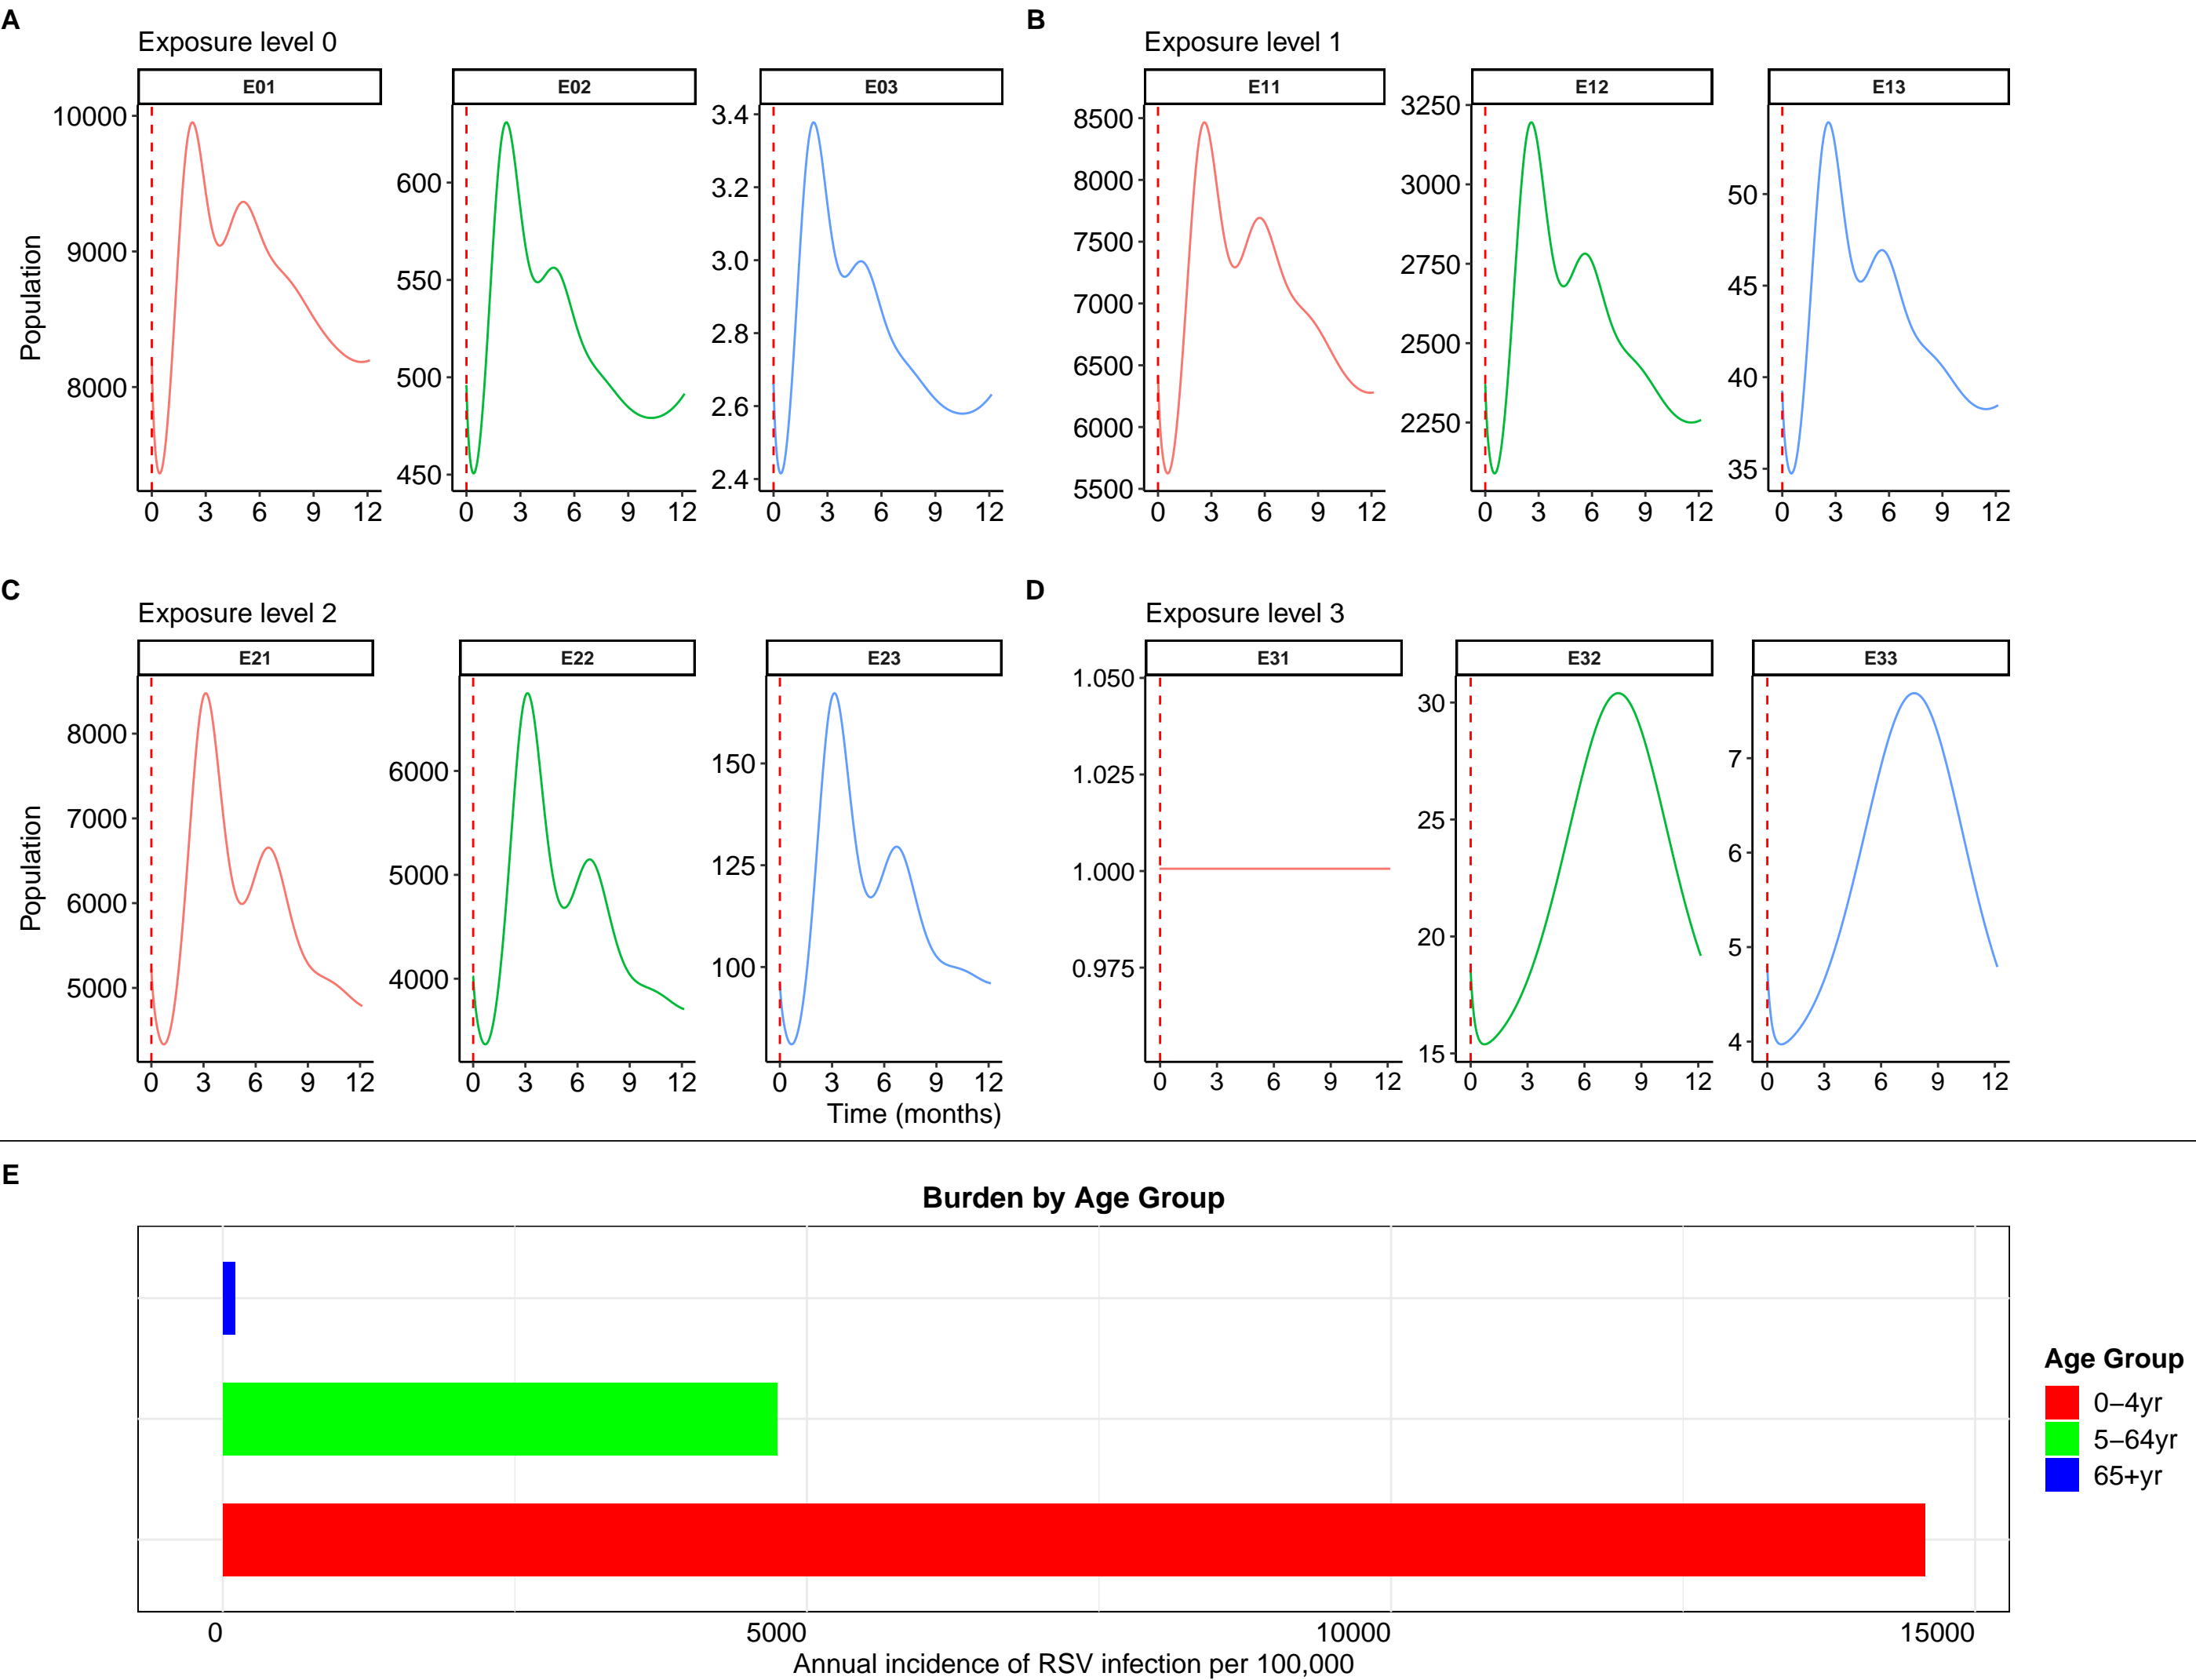 A
Exposure level 0
E01
E02
E03
Population
10000
9000
8000
600
550
500
450
3.4
3.2
3.0
2.8
2.6
2.4
0 3 6 9 12
0 3 6 9 12
0 3 6 9 12
B
Exposure level 1
E11
E12
E13
8500
8000
7500
7000
6500
6000
5500
3250
3000
2750
2500
2250
50
45
40
35
0 3 6 9 12
0 3 6 9 12
0 3 6 9 12
C
Exposure level 2
E21
E22
E23
Population
8000
7000
6000
5000
6000
5000
4000
150
125
100
0 3 6 9 12
0 3 6 9 12
0 3 6 9 12
Time (months)
D
Exposure level 3
E31
E32
E33
1.050
1.025
1.000
0.975
30
25
20
15
7
6
5
4
0 3 6 9 12
0 3 6 9 12
0 3 6 9 12
E
Burden by Age Group
0 5000 10000 15000
Annual incidence of RSV infection per 100,000
Age Group
0−4yr
5−64yr
65+yr